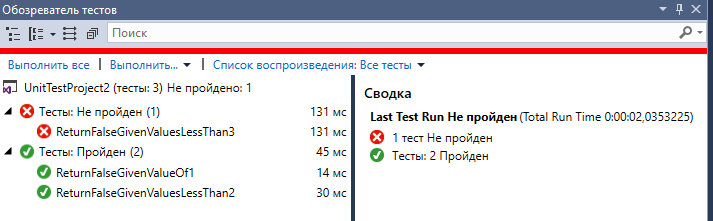 Обозреватель тестов
Поиск
Выполнить все | Выполнить... | Список воспроизведения: Все тесты
UnitTestProject2 (тесты: 3) Не пройдено: 1
Тесты: Не пройден (1) 131 мс
ReturnFalseGivenValuesLessThan3 131 мс
Тесты: Пройден (2) 45 мс
ReturnFalseGivenValueOf1 14 мс
ReturnFalseGivenValuesLessThan2 30 мс
Сводка
Last Test Run Не пройден (Total Run Time 0:00:02,0353225)
1 тест Не пройден
Тесты: 2 Пройден